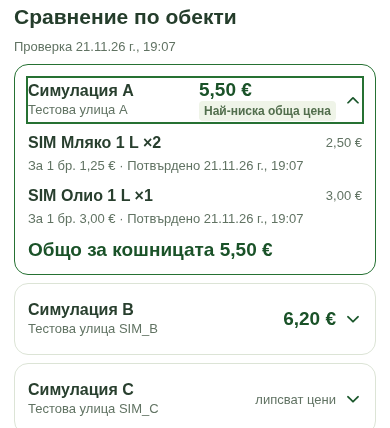 Сравнение по обекти
Проверка 21.11.26 г., 19:07
Симулация A
5,50 €
Тестова улица A
Най-ниска обща цена
SIM Мляко 1 L ×2
2,50 €
За 1 бр. 1,25 € · Потвърдено 21.11.26 г., 19:07
SIM Олио 1 L ×1
3,00 €
За 1 бр. 3,00 € · Потвърдено 21.11.26 г., 19:07
Общо за кошницата 5,50 €
Симулация B
6,20 €
Тестова улица SIM_B
Симулация C
липсват цени
Тестова улица SIM_C